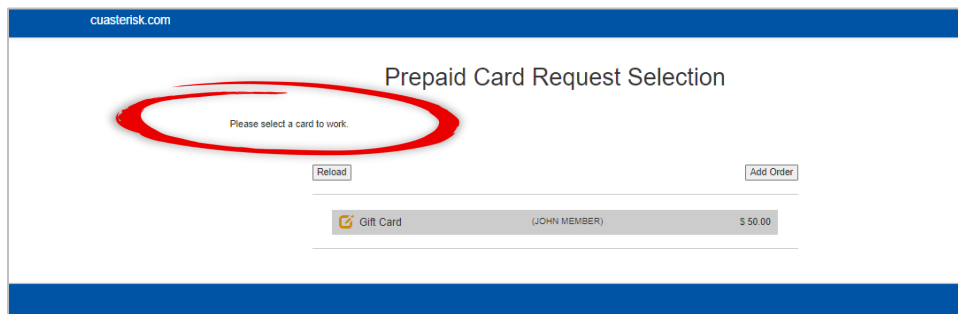 cuasterisk.com
Prepaid Card Request Selection
Please select a card to work.
Reload Add Order
Gift Card (JOHN MEMBER) $ 50.00